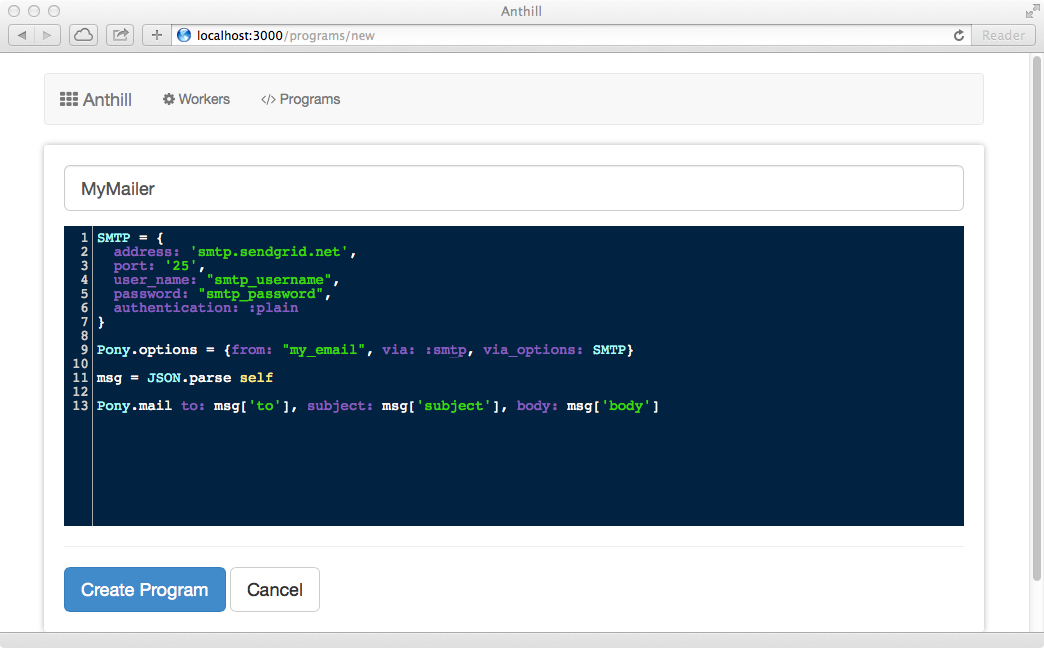 Anthill
localhost:3000/programs/new
Reader
Anthill Workers </> Programs
MyMailer
1 SMTP = {
2   address: 'smtp.sendgrid.net',
3   port: '25',
4   user_name: "smtp_username",
5   password: "smtp_password",
6   authentication: :plain
7 }
8
9 Pony.options = {from: "my_email", via: :smtp, via_options: SMTP}
10
11 msg = JSON.parse self
12
13 Pony.mail to: msg['to'], subject: msg['subject'], body: msg['body']
Create Program Cancel